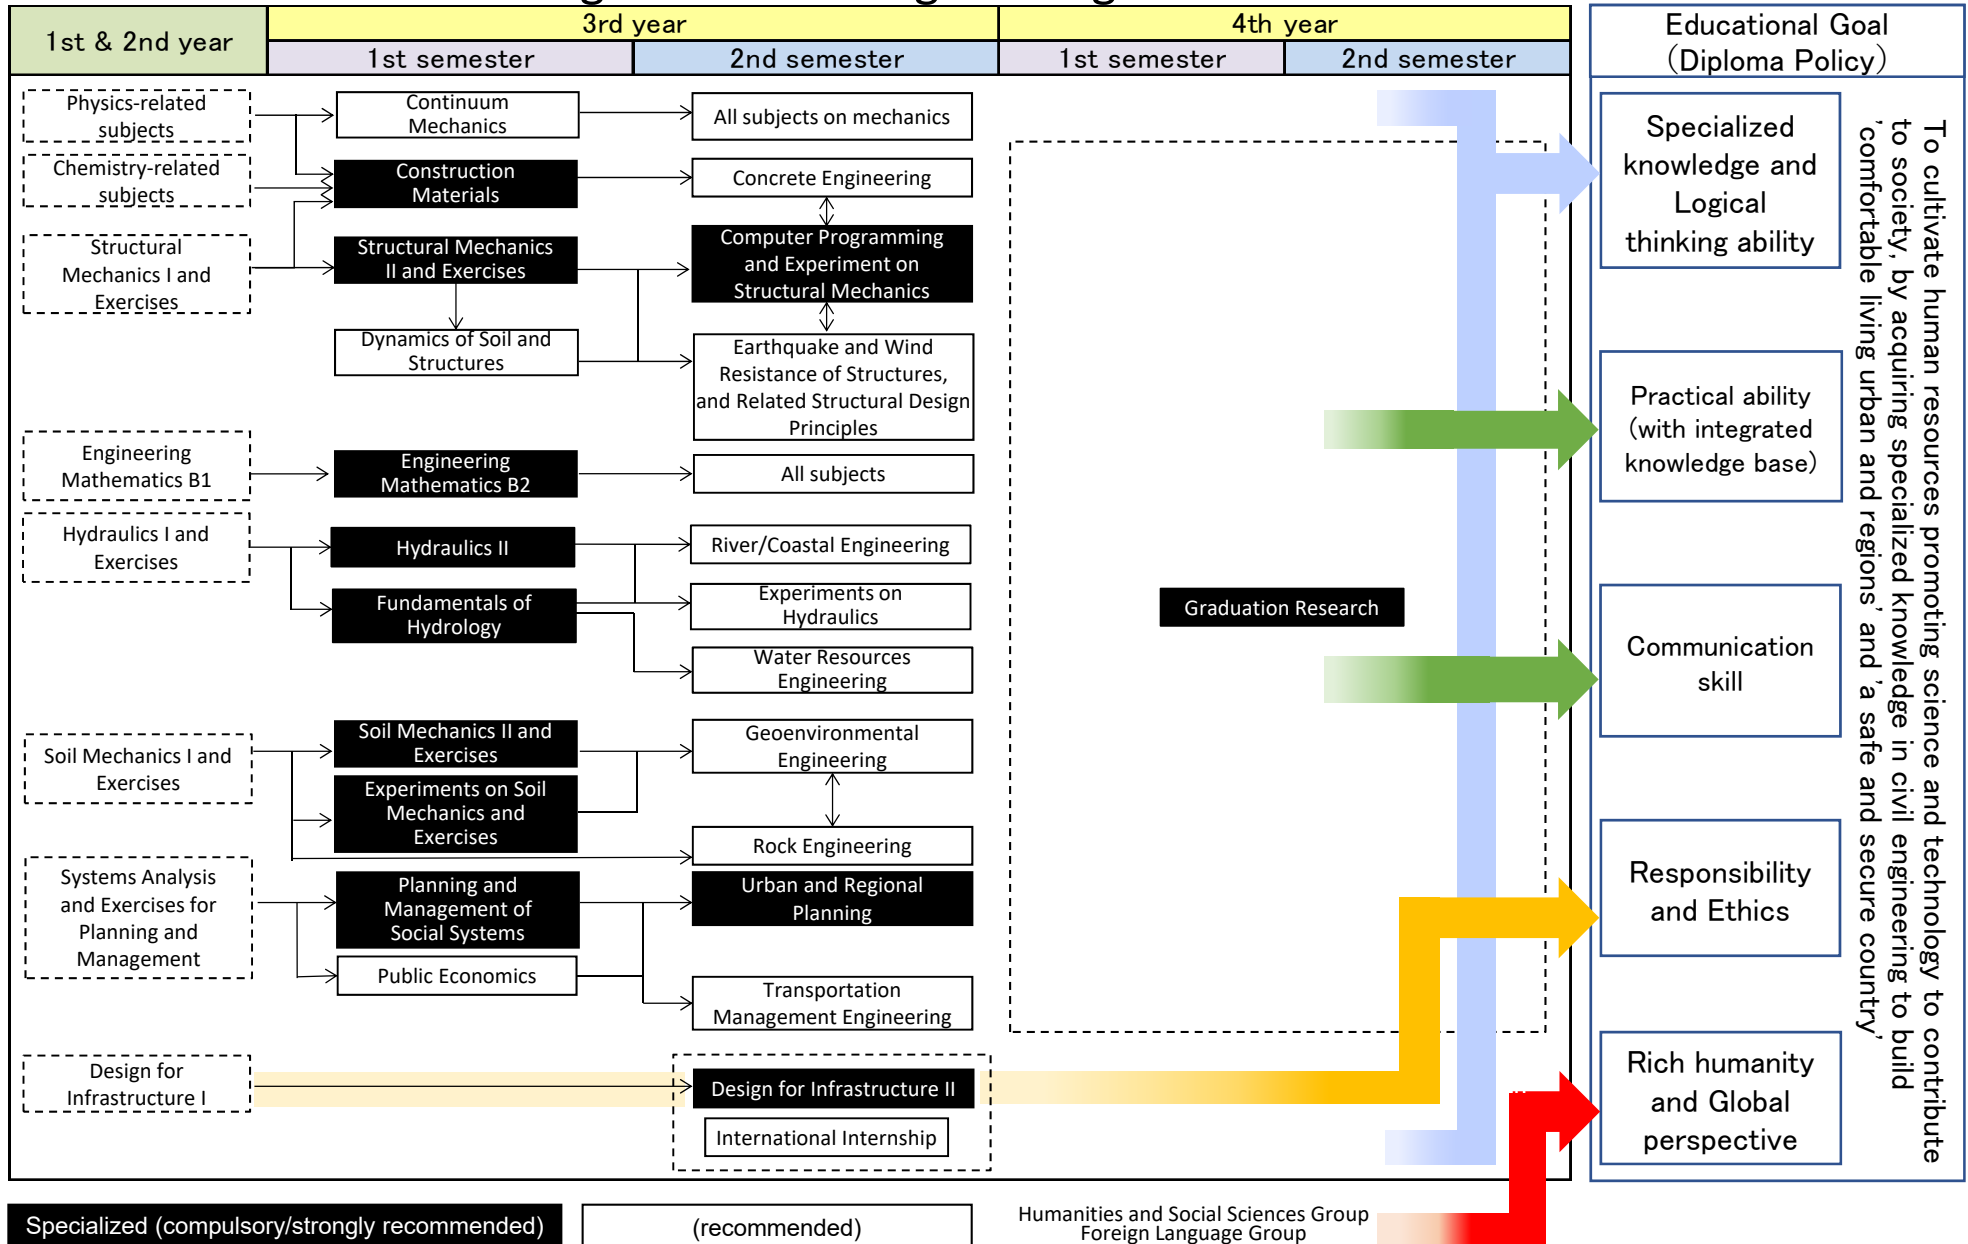 1st & 2nd year
3rd year
4th year
1st semester
2nd semester
1st semester
2nd semester
Educational Goal
(Diploma Policy)
Physics-related
subjects
Continuum
Mechanics
All subjects on mechanics
Chemistry-related
subjects
Construction
Materials
Concrete Engineering
Structural
Mechanics I and
Exercises
Structural Mechanics
II and Exercises
Computer Programming
and Experiment on
Structural Mechanics
Dynamics of Soil and
Structures
Earthquake and Wind
Resistance of Structures,
and Related Structural Design
Principles
Engineering
Mathematics B1
Engineering
Mathematics B2
All subjects
Hydraulics I and
Exercises
Hydraulics II
River/Coastal Engineering
Fundamentals of
Hydrology
Experiments on
Hydraulics
Water Resources
Engineering
Soil Mechanics I and
Exercises
Soil Mechanics II and
Exercises
Geoenvironmental
Engineering
Experiments on Soil
Mechanics and
Exercises
Rock Engineering
Systems Analysis
and Exercises for
Planning and
Management
Planning and
Management of
Social Systems
Urban and Regional
Planning
Public Economics
Transportation
Management Engineering
Design for
Infrastructure I
Design for Infrastructure II
International Internship
Graduation Research
Specialized
knowledge and
Logical
thinking ability
Practical ability
(with integrated
knowledge base)
Communication
skill
Responsibility
and Ethics
Rich humanity
and Global
perspective
To cultivate human resources promoting science and technology to contribute
to society, by acquiring specialized knowledge in civil engineering to build
'comfortable living urban and regions' and 'a safe and secure country'
Specialized (compulsory/strongly recommended)
(recommended)
Humanities and Social Sciences Group
Foreign Language Group